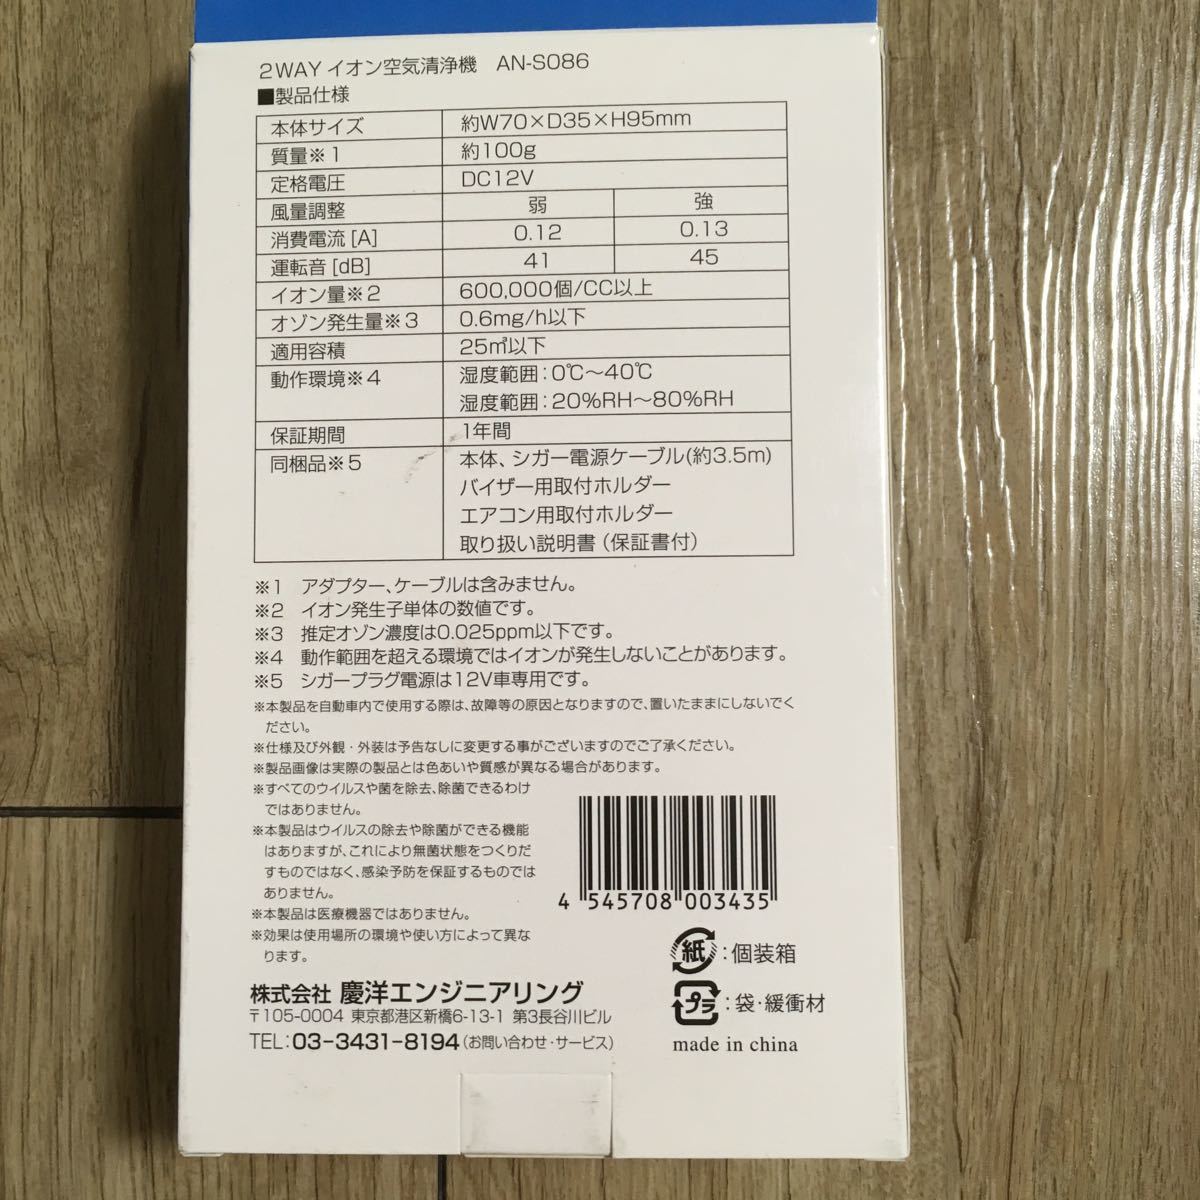 2WAY イオン空気清浄機 AN-S086
■製品仕様
本体サイズ 約W70×D35×H95mm
質量※1 約100g
定格電圧 DC12V
風量調整 弱 強
消費電流 [A] 0.12 0.13
運転音 [dB] 41 45
イオン量※2 600,000個/CC以上
オゾン発生量※3 0.6mg/h以下
適用容積 25㎥以下
動作環境※4 湿度範囲:0℃～40℃
湿度範囲:20%RH～80%RH
保証期間 1年間
同梱品※5 本体、シガー電源ケーブル(約3.5m)
バイザー用取付ホルダー
エアコン用取付ホルダー
取り扱い説明書(保証書付)
※1 アダプター、ケーブルは含みません。
※2 イオン発生子単体の数値です。
※3 推定オゾン濃度は0.025ppm以下です。
※4 動作範囲を超える環境ではイオンが発生しないことがあります。
※5 シガープラグ電源は12V車専用です。
※本製品を自動車内で使用する際は、故障等の原因となりますので、置いたままにしないでく
ださい。
※仕様及び外観・外装は予告なしに変更する事がございますのでご了承ください。
※製品画像は実際の製品とは色あいや質感が異なる場合があります。
※すべてのウイルスや菌を除去、除菌できるわけ
ではありません。
※本製品はウイルスの除去や除菌ができる機能
はありますが、これにより無菌状態をつくりだ
すものではなく、感染予防を保証するものでは
ありません。
※本製品は医療機器ではありません。
※効果は使用場所の環境や使い方によって異な
ります。
4 545708 003435
紙:個装箱
プラ:袋・緩衝材
made in china
株式会社 慶洋エンジニアリング
〒105-0004 東京都港区新橋6-13-1 第3長谷川ビル
TEL:03-3431-8194(お問い合わせ・サービス)